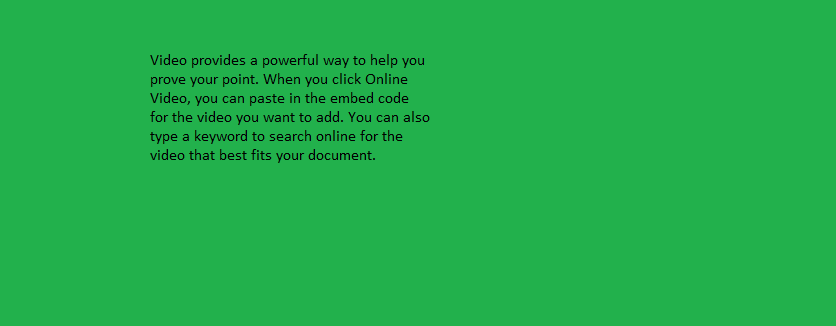 Video provides a powerful way to help you
prove your point. When you click Online
Video, you can paste in the embed code
for the video you want to add. You can also
type a keyword to search online for the
video that best fits your document.